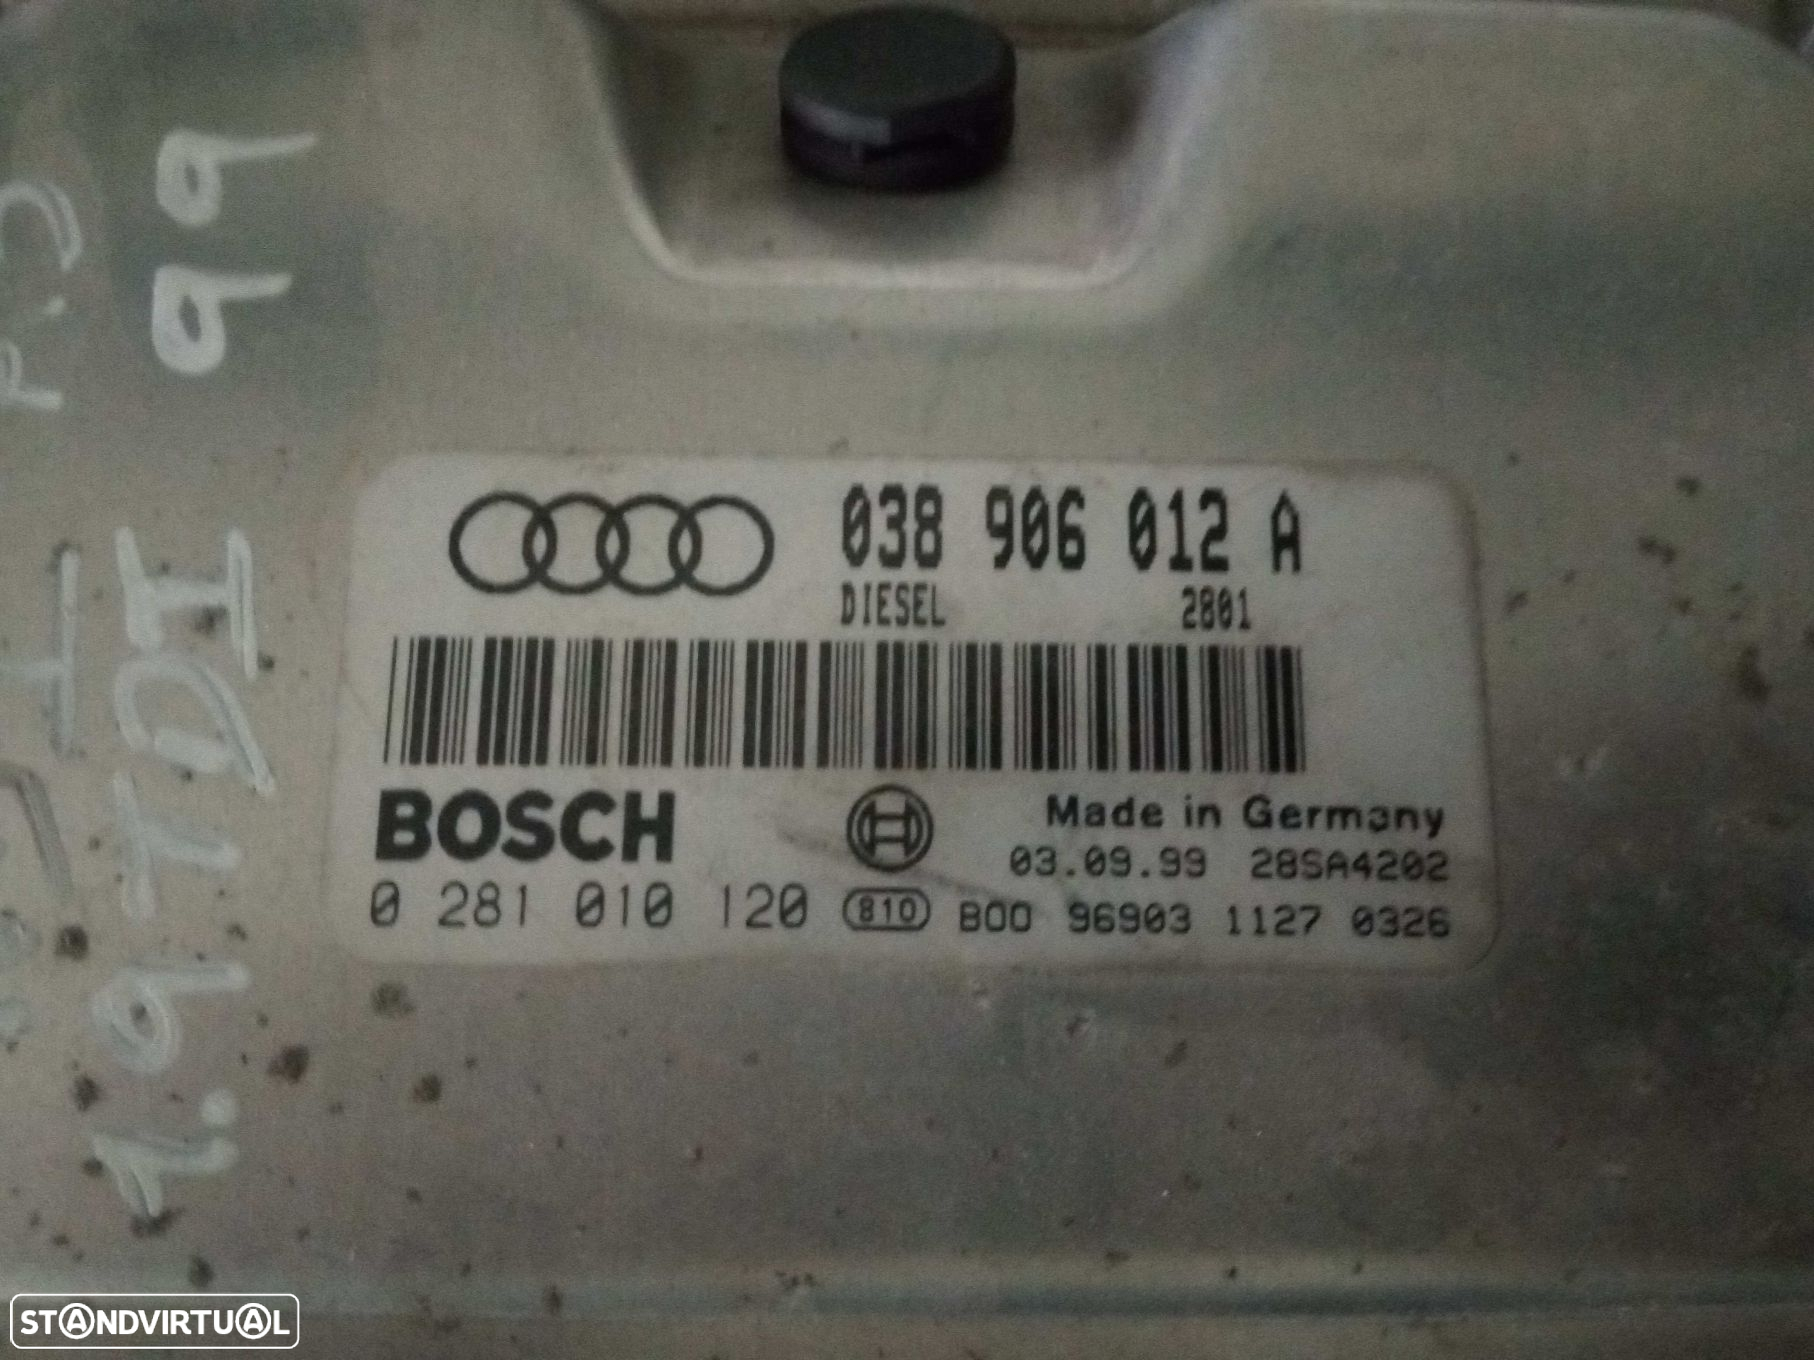 99
1.9 TDI
038 906 012 A
DIESEL 2801
BOSCH
Made in Germany
03.09.99 28SA4202
0 281 010 120 810 B00 96903 1127 0326
STANDVIRTUAL